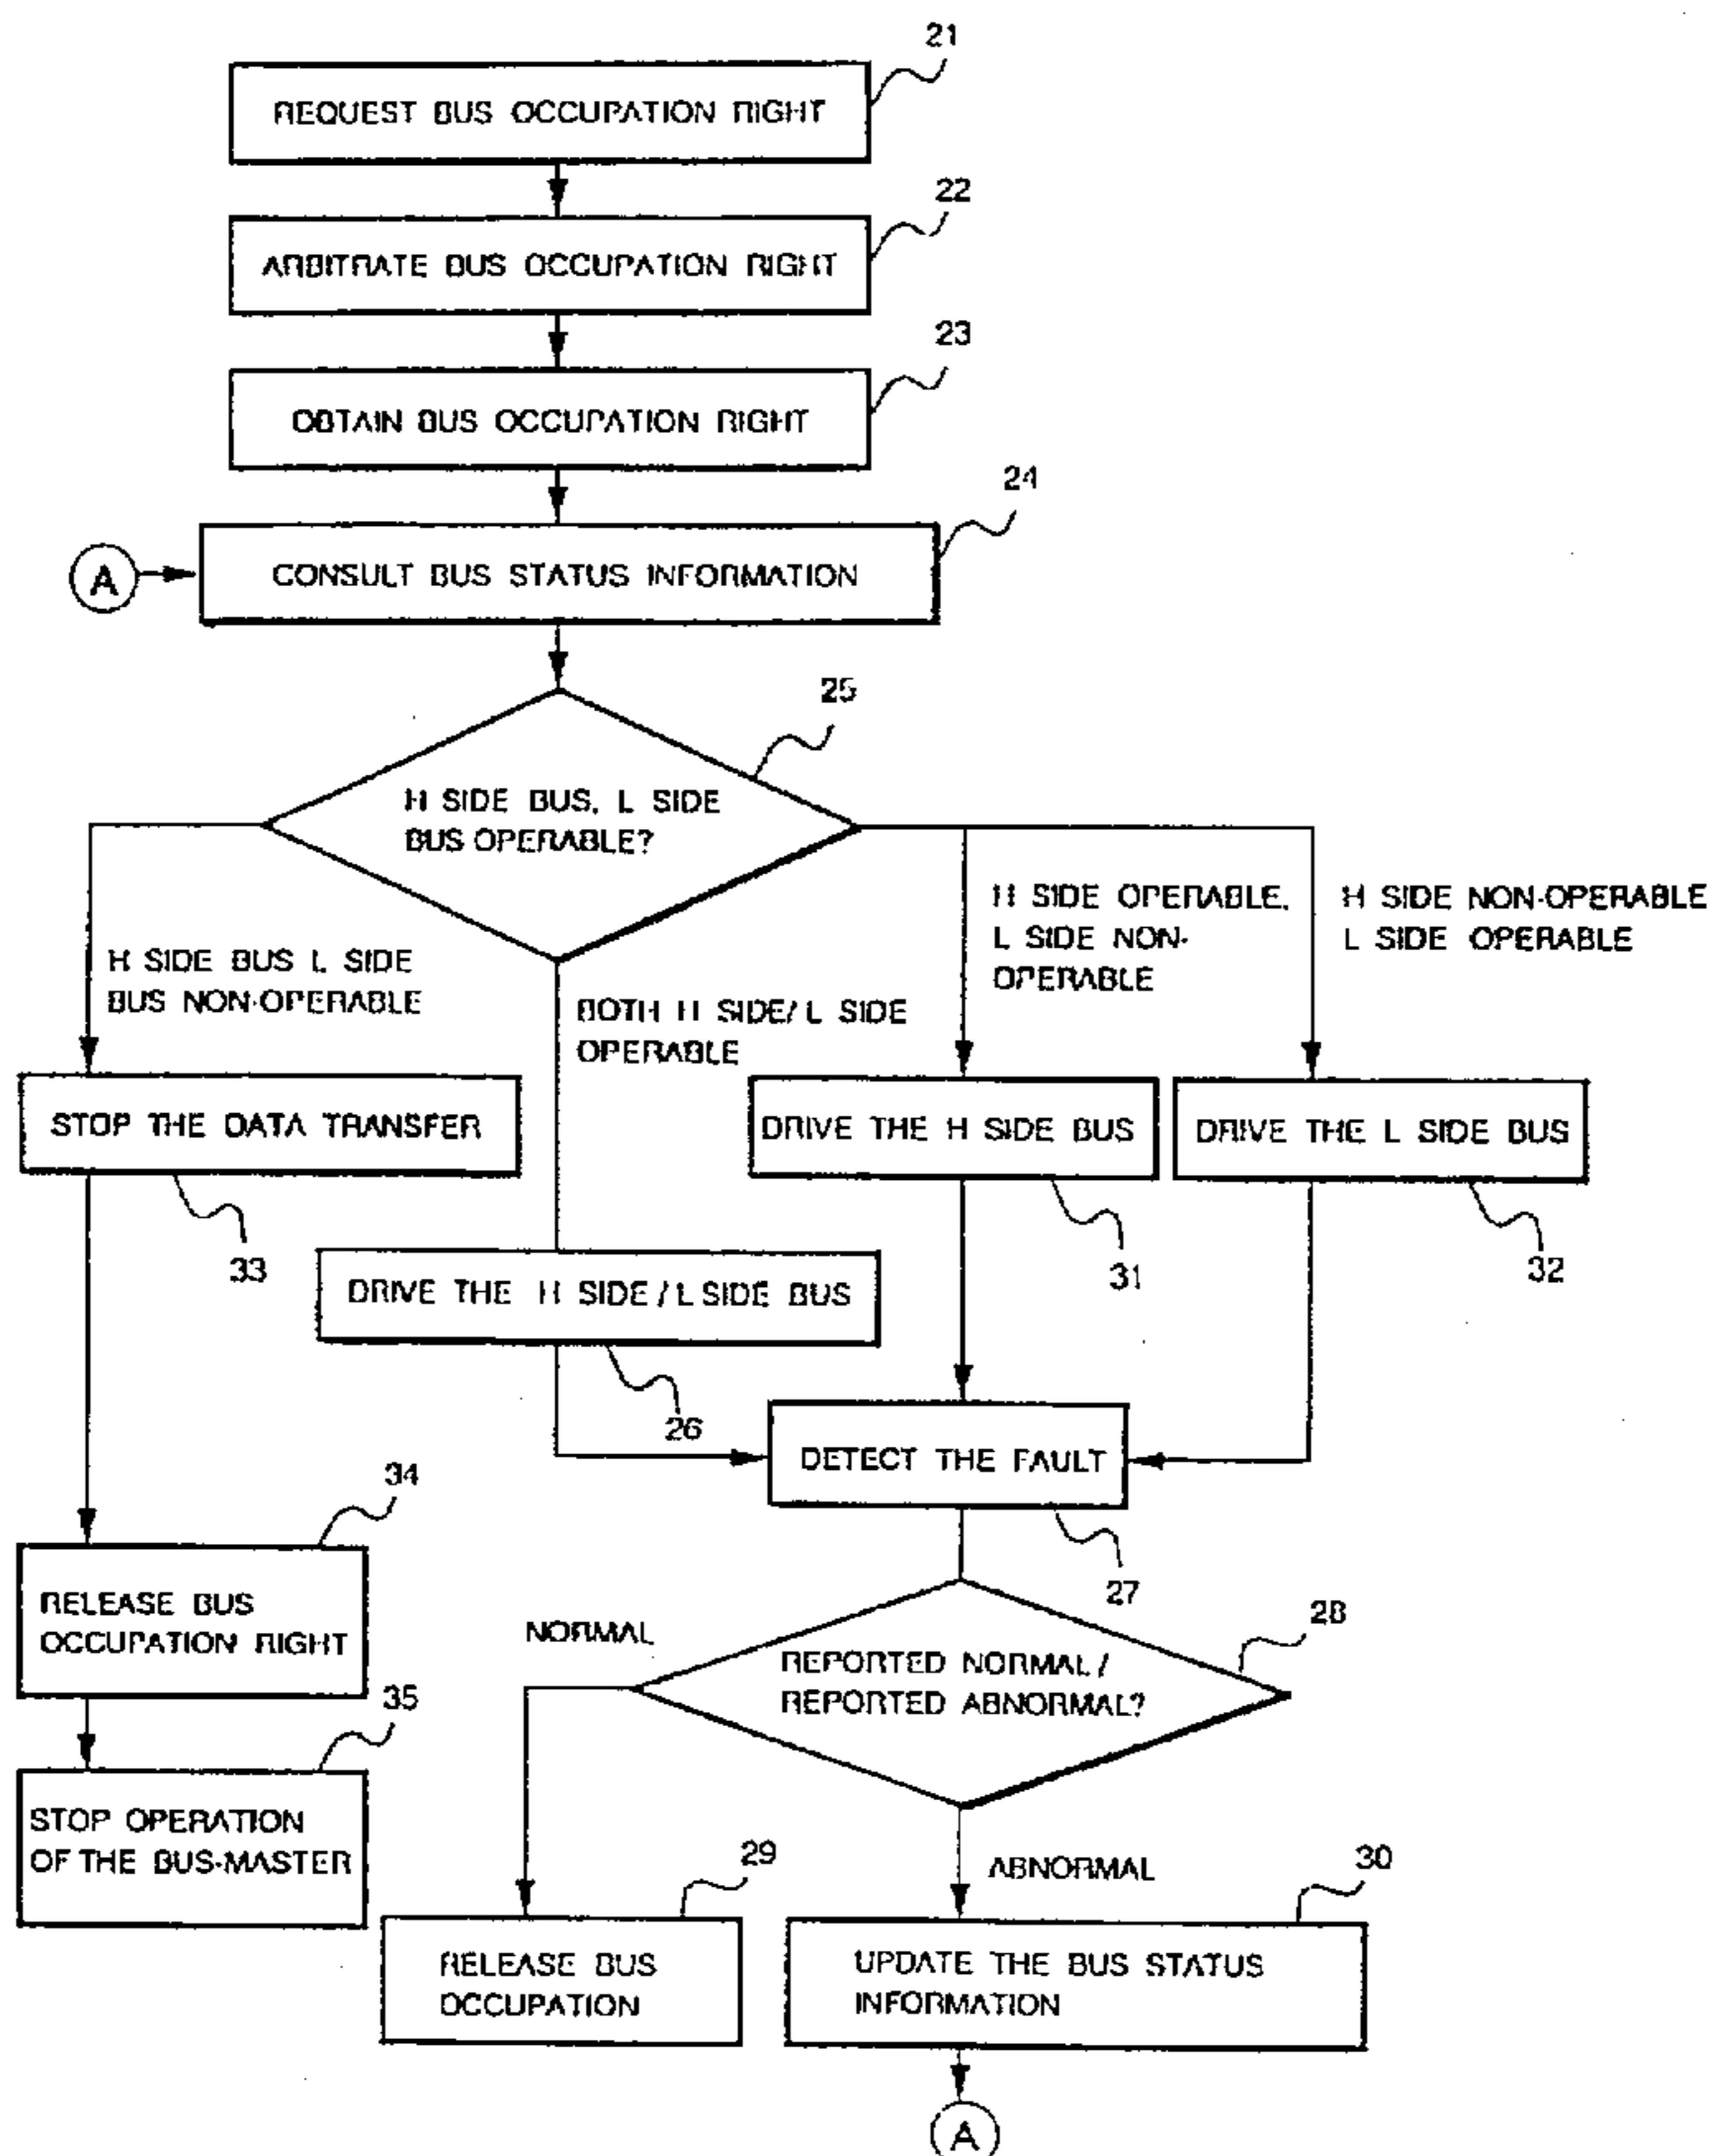 21
REQUEST BUS OCCUPATION RIGHT
22
ARBITRATE BUS OCCUPATION RIGHT
23
OBTAIN BUS OCCUPATION RIGHT
24
A
CONSULT BUS STATUS INFORMATION
25
H SIDE BUS, L SIDE
BUS OPERABLE?
H SIDE BUS L SIDE
BUS NON-OPERABLE
BOTH H SIDE/ L SIDE
OPERABLE
H SIDE OPERABLE,
L SIDE NON-
OPERABLE
H SIDE NON-OPERABLE
L SIDE OPERABLE
STOP THE DATA TRANSFER
33
DRIVE THE H SIDE BUS
31
DRIVE THE L SIDE BUS
32
DRIVE THE H SIDE / L SIDE BUS
26
DETECT THE FAULT
27
34
RELEASE BUS
OCCUPATION RIGHT
35
STOP OPERATION
OF THE BUS-MASTER
28
REPORTED NORMAL /
REPORTED ABNORMAL?
NORMAL
ABNORMAL
29
RELEASE BUS
OCCUPATION
30
UPDATE THE BUS STATUS
INFORMATION
A